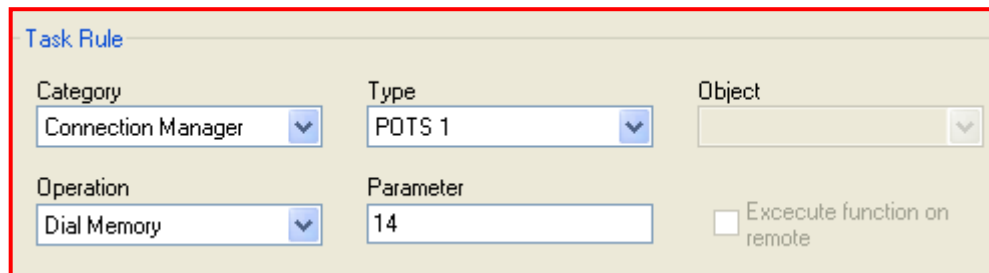 Task Rule
Category Type Object
Connection Manager POTS 1
Operation Parameter
Dial Memory 14 Excecute function on
remote